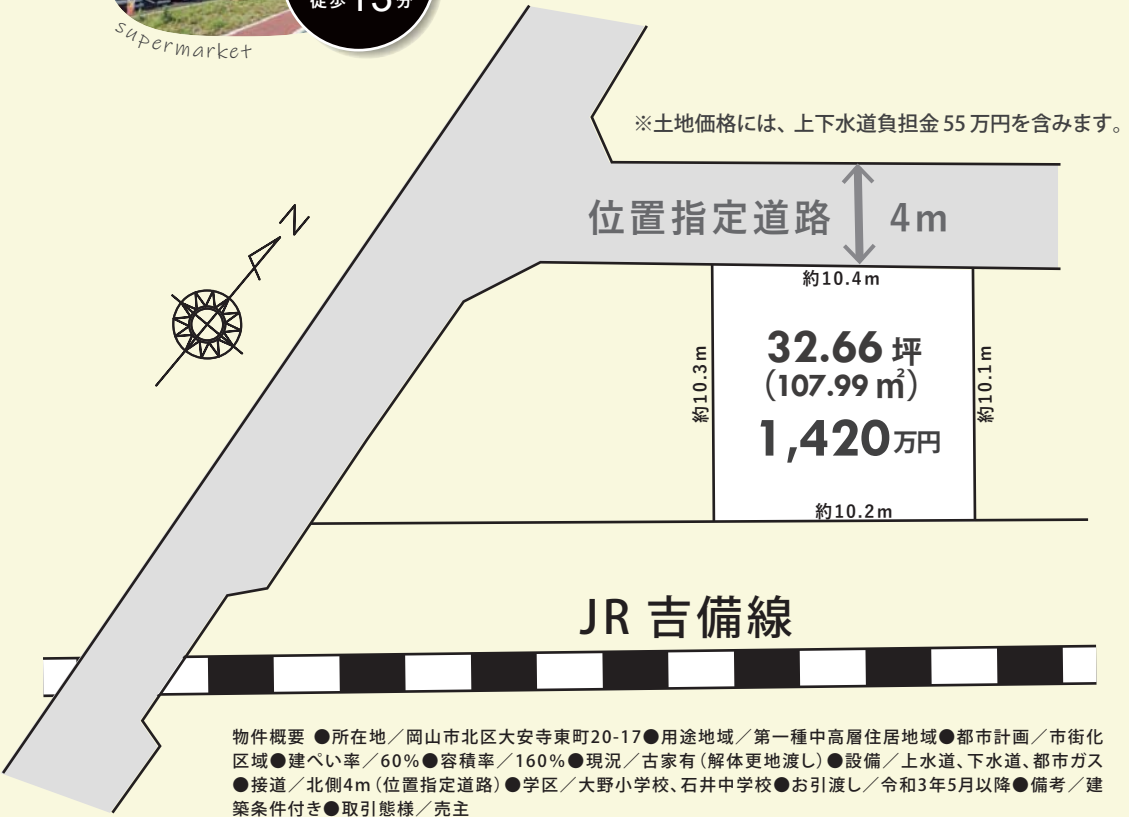 徒歩15分
supermarket
※土地価格には、上下水道負担金55万円を含みます。
位置指定道路 4m
N
約10.4m
32.66坪
(107.99㎡)
1,420万円
約10.3m
約10.1m
約10.2m
JR 吉備線
物件概要 ●所在地／岡山市北区大安寺東町20-17●用途地域／第一種中高層住居地域●都市計画／市街化
区域●建ぺい率／60%●容積率／160%●現況／古家有(解体更地渡し)●設備／上水道、下水道、都市ガス
●接道／北側4m(位置指定道路)●学区／大野小学校、石井中学校●お引渡し／令和3年5月以降●備考／建
築条件付き●取引態様／売主